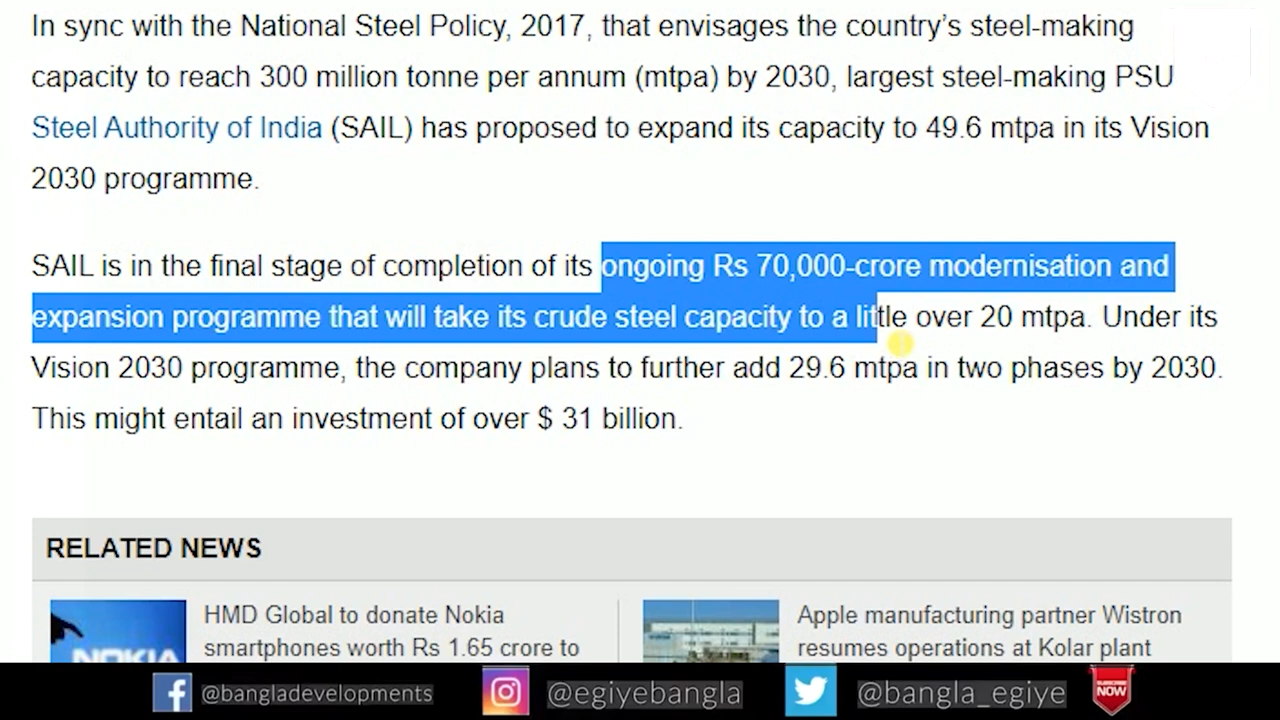 In sync with the National Steel Policy, 2017, that envisages the country’s steel-making
capacity to reach 300 million tonne per annum (mtpa) by 2030, largest steel-making PSU
Steel Authority of India (SAIL) has proposed to expand its capacity to 49.6 mtpa in its Vision
2030 programme.
SAIL is in the final stage of completion of its ongoing Rs 70,000-crore modernisation and
expansion programme that will take its crude steel capacity to a little over 20 mtpa. Under its
Vision 2030 programme, the company plans to further add 29.6 mtpa in two phases by 2030.
This might entail an investment of over $ 31 billion.
RELATED NEWS
HMD Global to donate Nokia
smartphones worth Rs 1.65 crore to
NOKIA
Apple manufacturing partner Wistron
resumes operations at Kolar plant
@bangladevelopments
@egiyebangla
@bangla_egiye
SUBSCRIBE
NOW